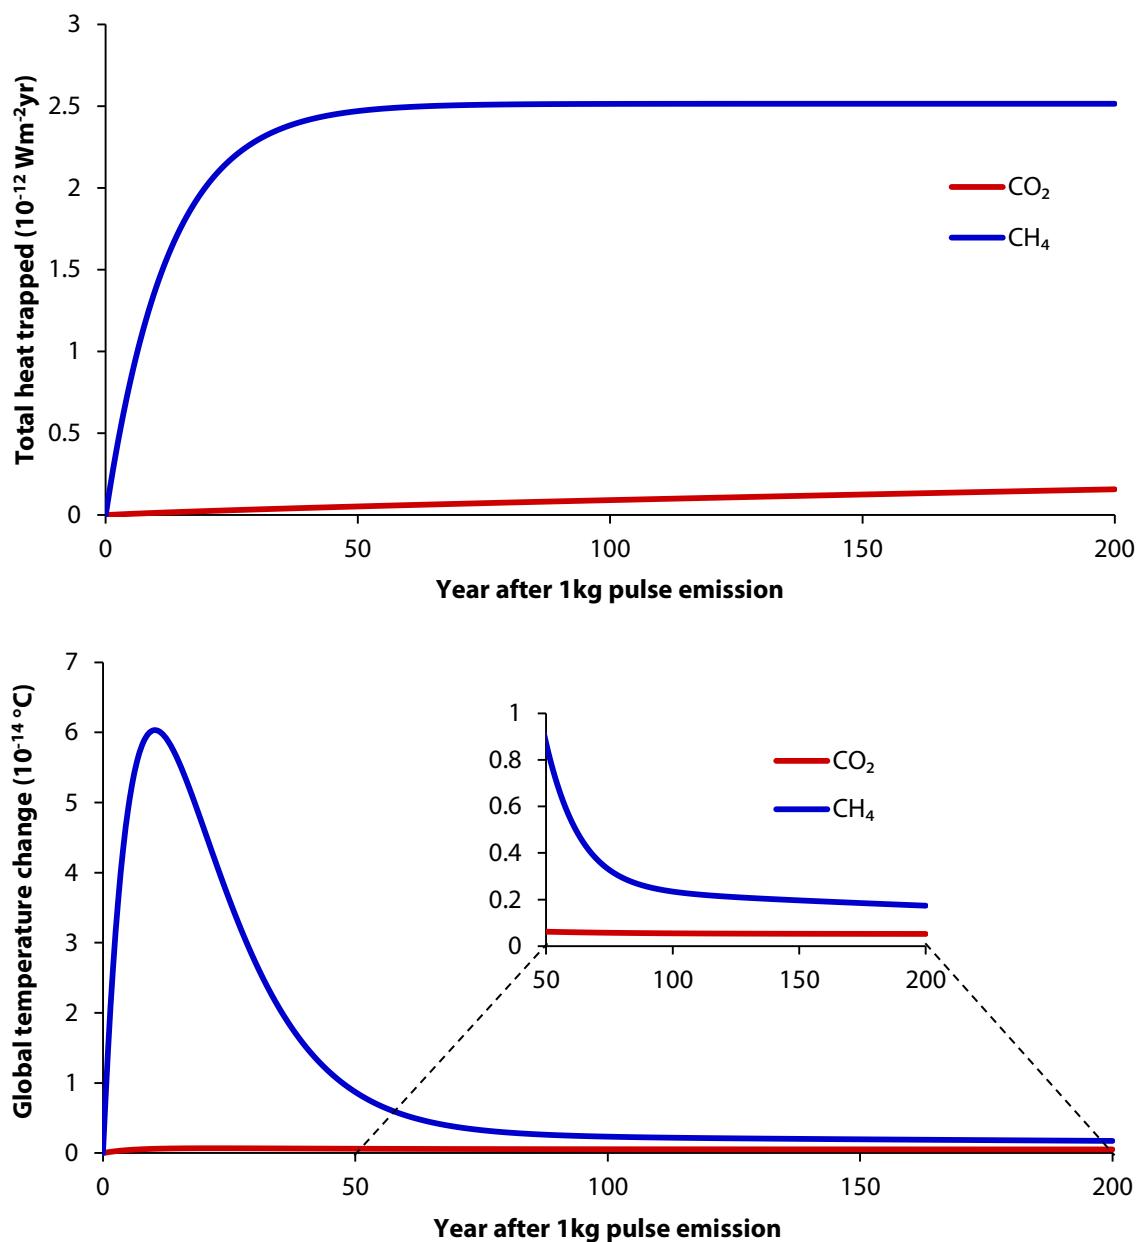 Total heat trapped (10⁻¹² Wm⁻²yr)
3
2.5
2
1.5
1
0.5
0
CO₂
CH₄
0 50 100 150 200
Year after 1kg pulse emission
Global temperature change (10⁻¹⁴ °C)
7
6
5
4
3
2
1
0
1
0.8
0.6
0.4
0.2
0
CO₂
CH₄
50 100 150 200
0 50 100 150 200
Year after 1kg pulse emission